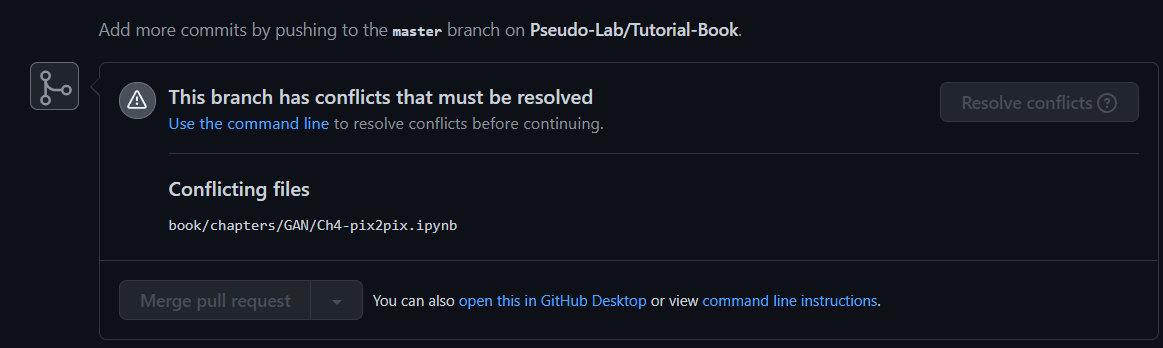 Add more commits by pushing to the master branch on Pseudo-Lab/Tutorial-Book.
This branch has conflicts that must be resolved
Resolve conflicts ?
Use the command line to resolve conflicts before continuing.
Conflicting files
book/chapters/GAN/Ch4-pix2pix.ipynb
Merge pull request
You can also open this in GitHub Desktop or view command line instructions.